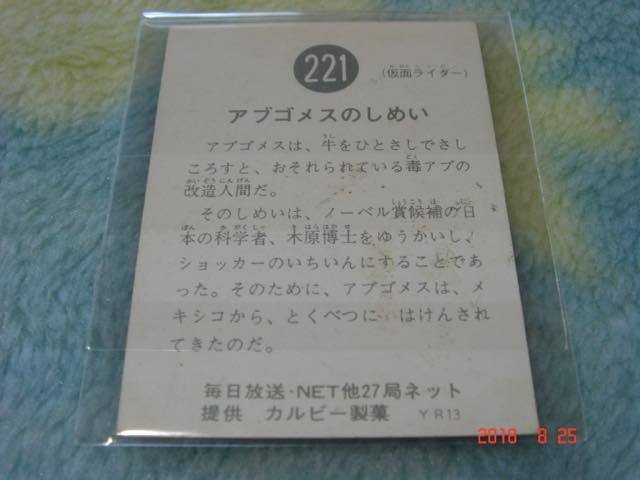 221
(仮面ライダー)
アブゴメスのしめい
アブゴメスは、牛をひとさしでさし
ころすと、おそれられている毒アブの
改造人間だ。
そのしめいは、ノーベル賞候補の日
本の科学者、木原博士をゆうかいし、
ショッカーのいちいんにすることであ
った。そのために、アブゴメスは、メ
キシコから、とくべつに はけんされ
てきたのだ。
毎日放送・NET他27局ネット
提供 カルビー製菓 YR13
2018 8 25